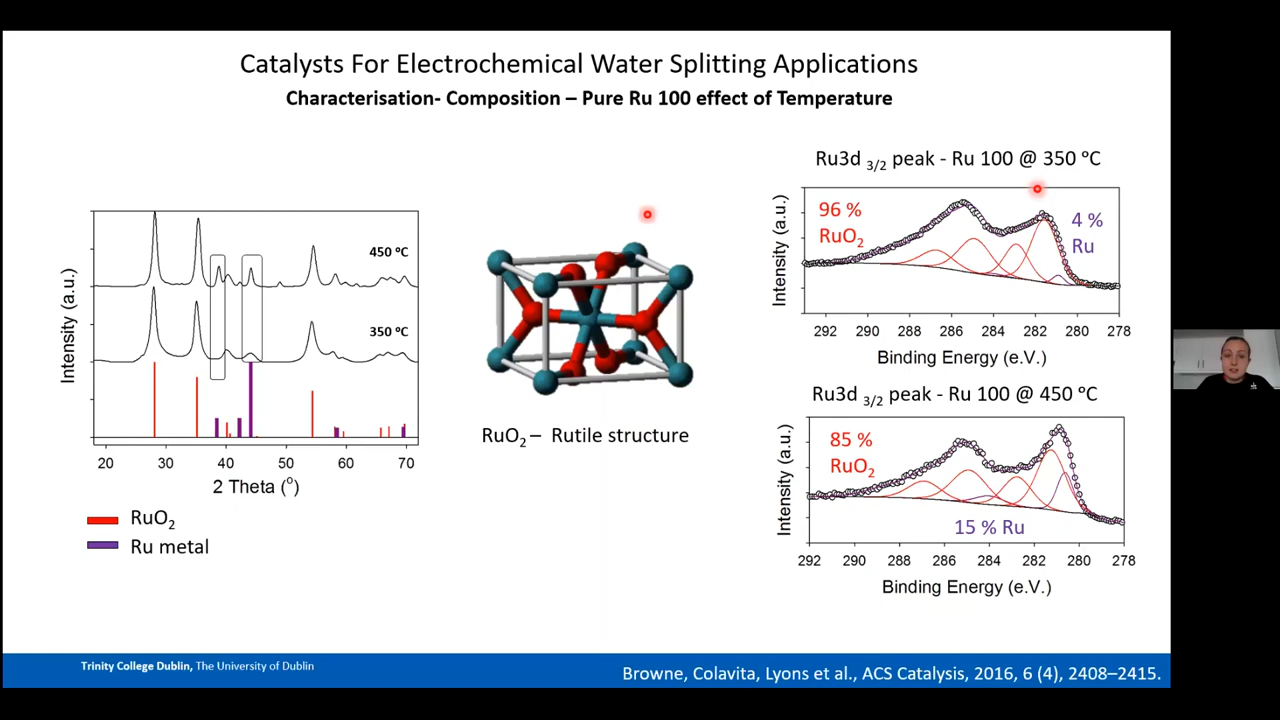 Catalysts For Electrochemical Water Splitting Applications
Characterisation- Composition – Pure Ru 100 effect of Temperature
Intensity (a.u.)
450 ºC
350 ºC
20 30 40 50 60 70
2 Theta (º)
RuO2
Ru metal
RuO2 – Rutile structure
Ru3d 3/2 peak - Ru 100 @ 350 ºC
Intensity (a.u.)
96 %
RuO2
4 %
Ru
292 290 288 286 284 282 280 278
Binding Energy (e.V.)
Ru3d 3/2 peak - Ru 100 @ 450 ºC
Intensity (a.u.)
85 %
RuO2
15 % Ru
292 290 288 286 284 282 280 278
Binding Energy (e.V.)
Trinity College Dublin, The University of Dublin
Browne, Colavita, Lyons et al., ACS Catalysis, 2016, 6 (4), 2408–2415.